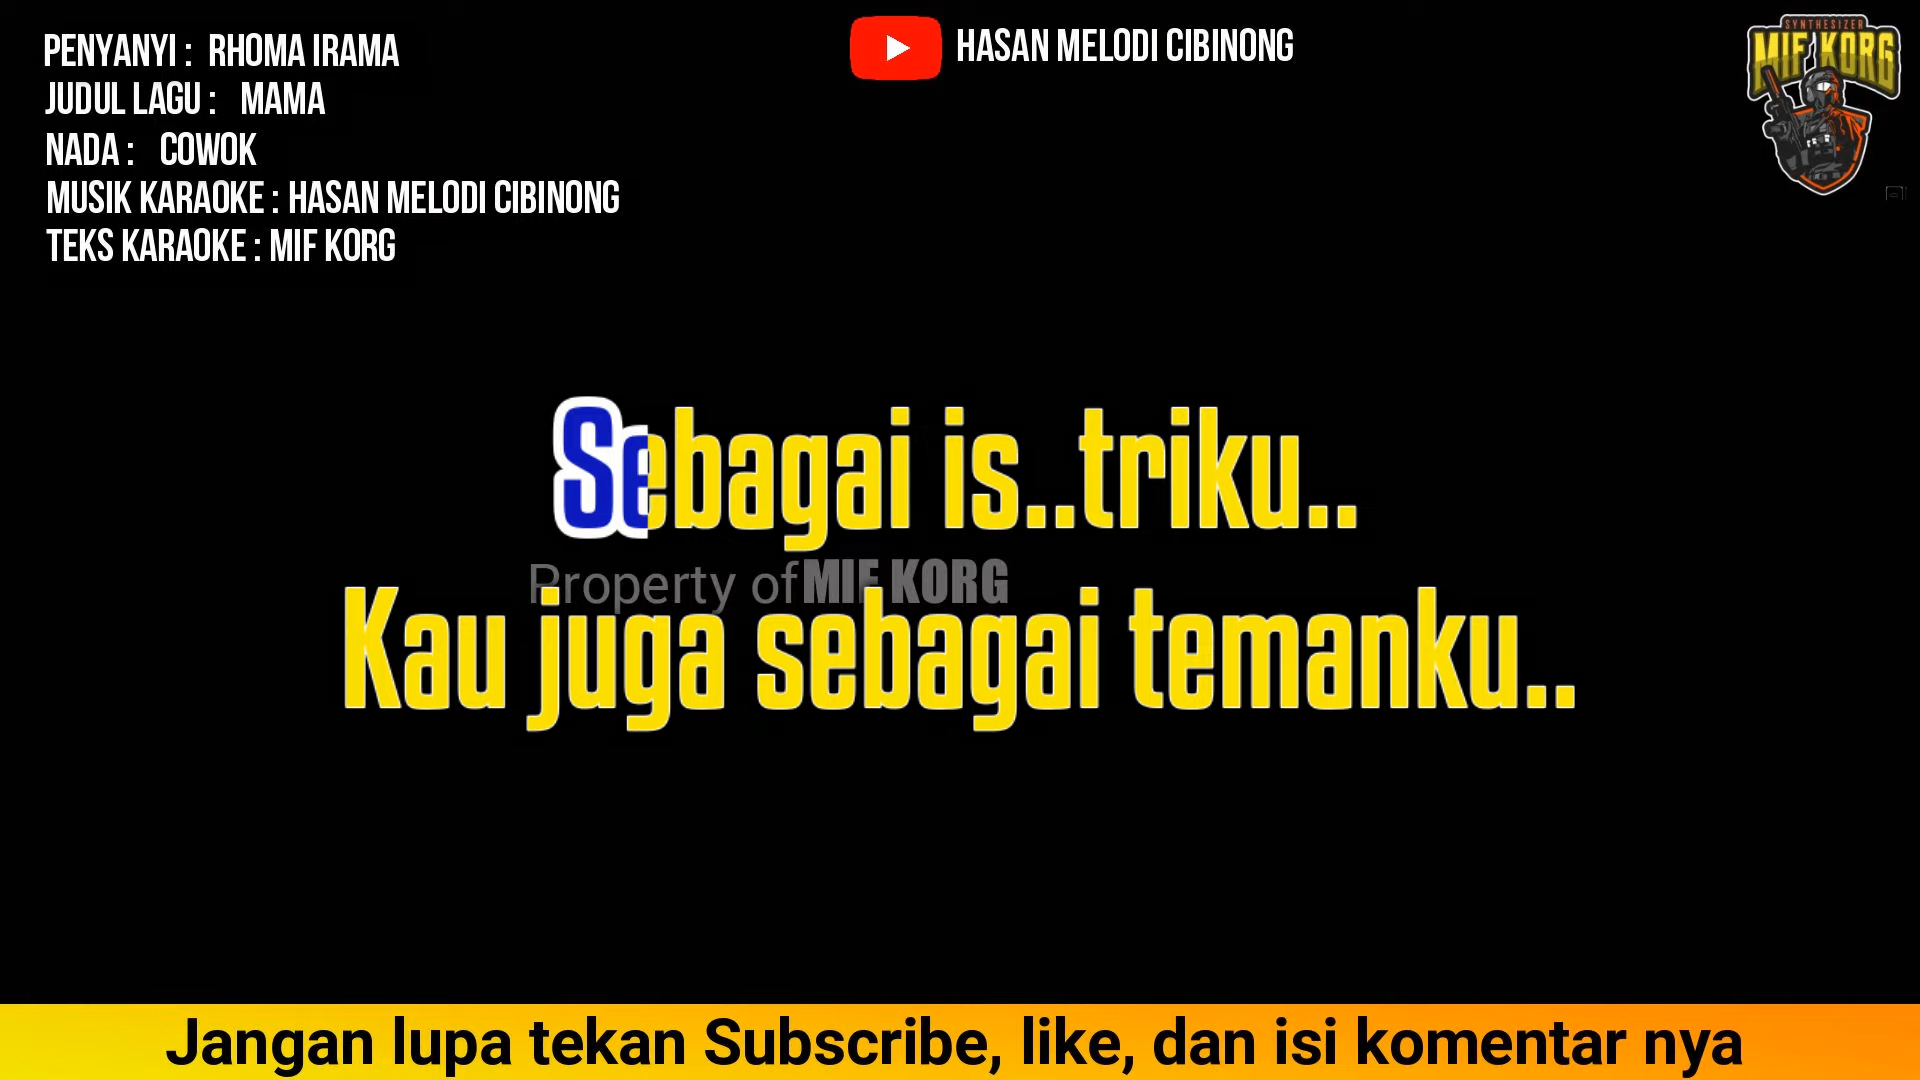 PENYANYI : RHOMA IRAMA
JUDUL LAGU : MAMA
NADA : COWOK
MUSIK KARAOKE : HASAN MELODI CIBINONG
TEKS KARAOKE : MIF KORG
HASAN MELODI CIBINONG
SYNTHESIZER
MIF KORG
Sebagai is..triku..
Property of MIF KORG
Kau juga sebagai temanku..
Jangan lupa tekan Subscribe, like, dan isi komentar nya